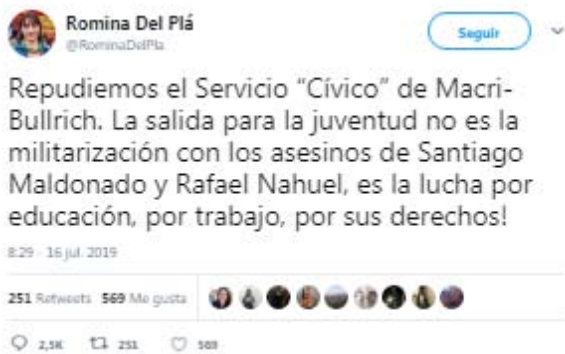 Romina Del Plá
@RominaDelPla
Seguir
Repudiemos el Servicio “Cívico” de Macri-
Bullrich. La salida para la juventud no es la
militarización con los asesinos de Santiago
Maldonado y Rafael Nahuel, es la lucha por
educación, por trabajo, por sus derechos!
8:29 - 16 jul. 2019
251 Retweets 569 Me gusta
2,5K 251 569